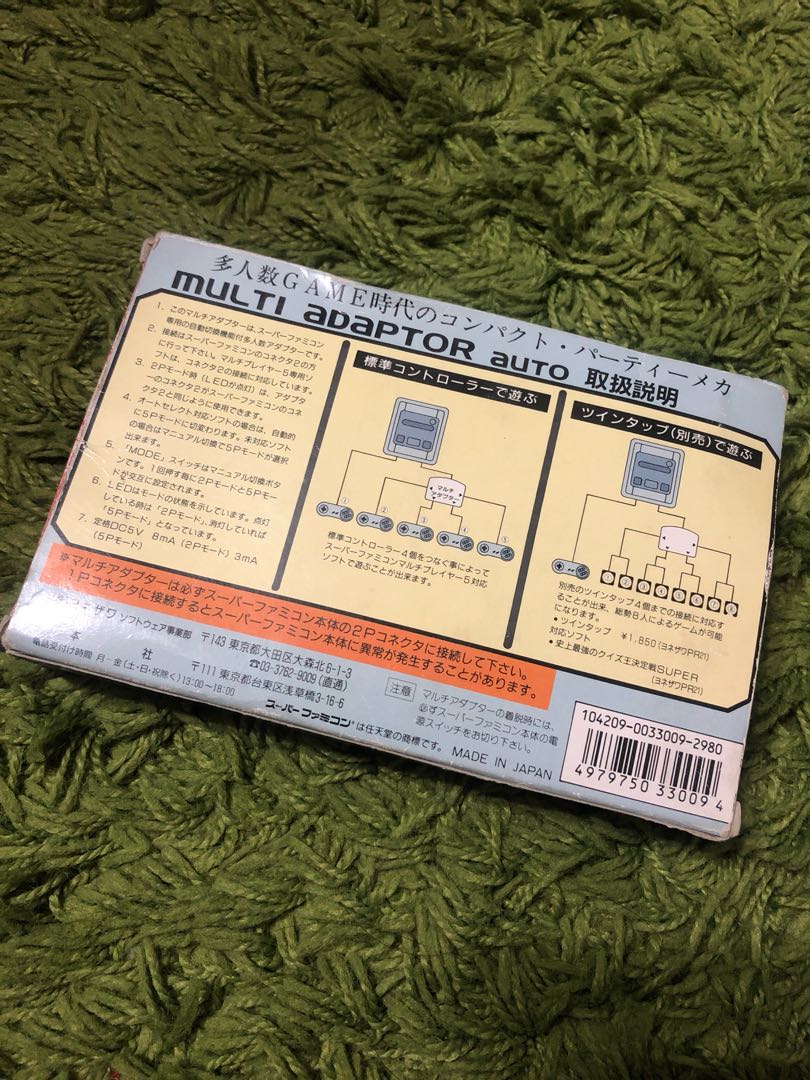 多人数GAME時代のコンパクト・パーティーメカ
MULTI ADAPTOR AUTO 取扱説明
1. このマルチアダプターは、スーパーファミコン
専用の自動切換機能付多人数アダプターです。
2. 接続はスーパーファミコンのコネクタ2の方
に行って下さい。マルチプレイヤー5専用ソ
フトは、コネクタ2の接続に対応しています。
3. 2Pモード時(LEDが点灯)は、アダプタ
ーのコネクタ2がスーパーファミコンのコネ
クタ2と同じように使用できます。
4. オートセレクト対応ソフトの場合は、自動的
に5Pモードに切変わります。未対応ソフト
の場合はマニュアル切換で5Pモードが選択
出来ます。
5. 「MODE」スイッチはマニュアル切換ボタ
ンです。1回押す毎に2Pモードと5Pモー
ドが交互に設定されます。
6. LEDはモードの状態を示しています。点灯
している時は「2Pモード」、消灯していれば
「5Pモード」となっています。
7. 定格DC5V 8mA (2Pモード) 3mA
(5Pモード)
標準コントローラーで遊ぶ
マルチ
アダプター
① ② ③ ④ ⑤
標準コントローラー4個をつなぐ事によって
スーパーファミコンマルチプレイヤー5対応
ソフトで遊ぶことが出来ます。
ツインタップ(別売)で遊ぶ
① ② ③ ④ ⑤ ⑥ ⑦ ⑧
別売のツインタップ4個までの接続に対応す
ることが出来、総勢8人によるゲームが可能
になります。
・ツインタップ ¥1,850(ヨネザワPR21)
対応ソフト
・史上最強のクイズ王決定戦SUPER
(ヨネザワPR21)
※マルチアダプターは必ずスーパーファミコン本体の2Pコネクタに接続して下さい。
1Pコネクタに接続するとスーパーファミコン本体に異常が発生することがあります。
ヨネザワ ソフトウェア事業部 〒143 東京都大田区大森北6-1-3
☎03-3762-9009(直通)
電話受付け時間 月〜金(土・日・祝除く)13:00〜18:00
本 社 〒111 東京都台東区浅草橋3-16-6
スーパーファミコン®は任天堂の商標です。 MADE IN JAPAN
注意
マルチアダプターの着脱時には、
必ずスーパーファミコン本体の電
源スイッチをお切り下さい。
104209-0033009-2980
4979750330094